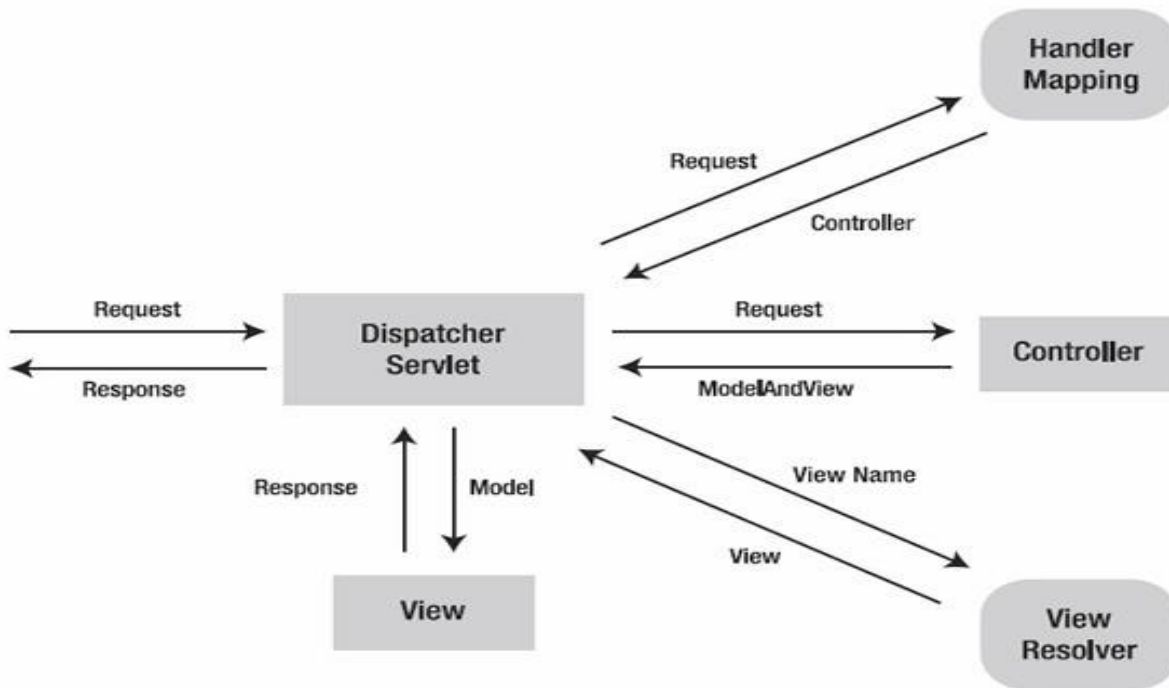 Handler
Mapping
Request
Controller
Request
Response
Dispatcher
Servlet
Request
ModelAndView
Controller
Response
Model
View Name
View
View
View
Resolver